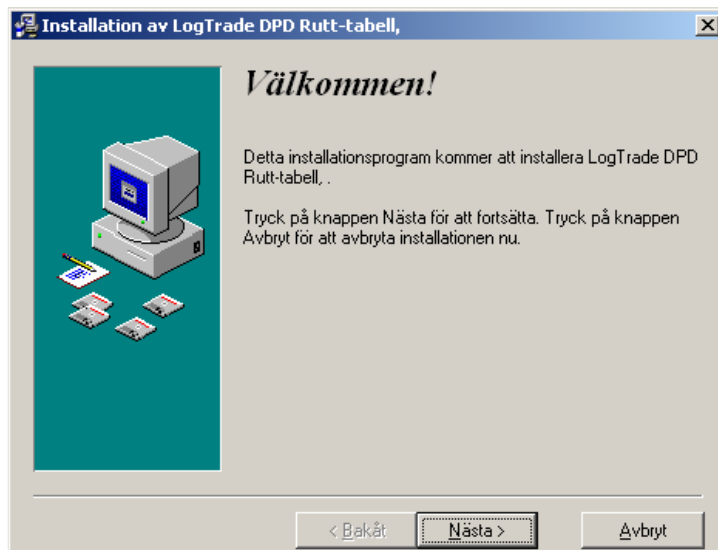 Installation av LogTrade DPD Rutt-tabell,
Välkommen!
Detta installationsprogram kommer att installera LogTrade DPD
Rutt-tabell, .
Tryck på knappen Nästa för att fortsätta. Tryck på knappen
Avbryt för att avbryta installationen nu.
< Bakåt
Nästa >
Avbryt